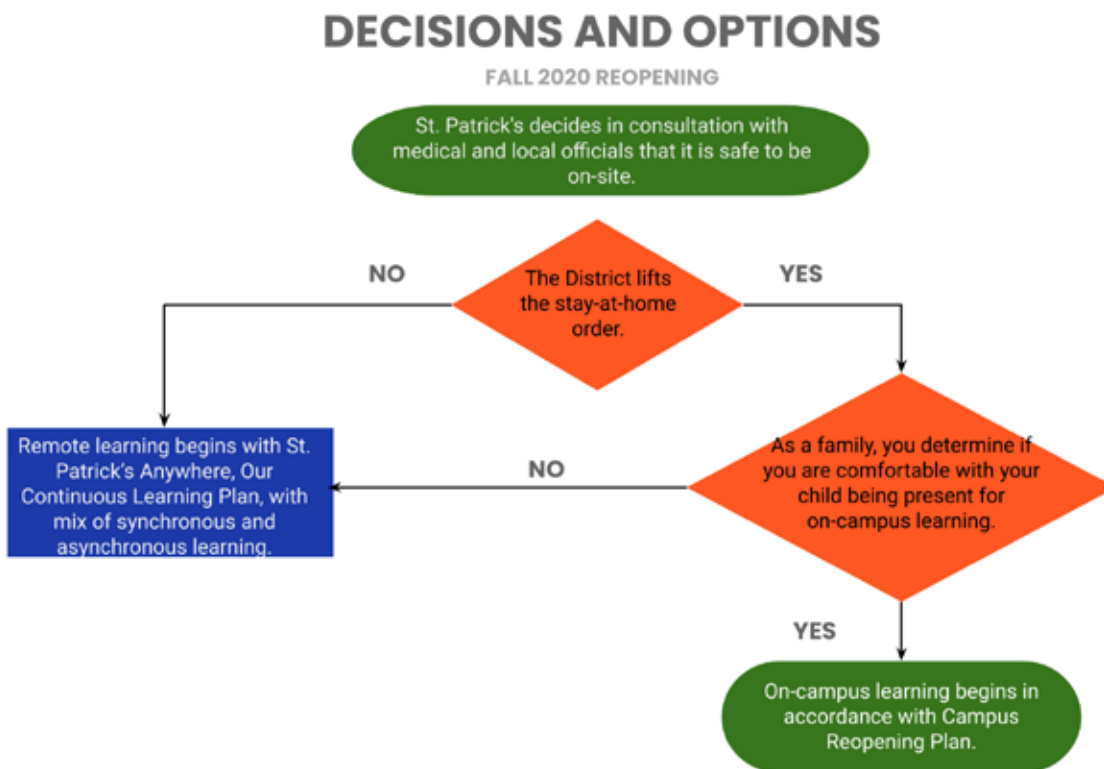 DECISIONS AND OPTIONS
FALL 2020 REOPENING
St. Patrick's decides in consultation with
medical and local officials that it is safe to be
on-site.
NO
The District lifts
the stay-at-home
order.
YES
Remote learning begins with St.
Patrick's Anywhere, Our
Continuous Learning Plan, with
mix of synchronous and
asynchronous learning.
NO
As a family, you determine if
you are comfortable with your
child being present for
on-campus learning.
YES
On-campus learning begins in
accordance with Campus
Reopening Plan.